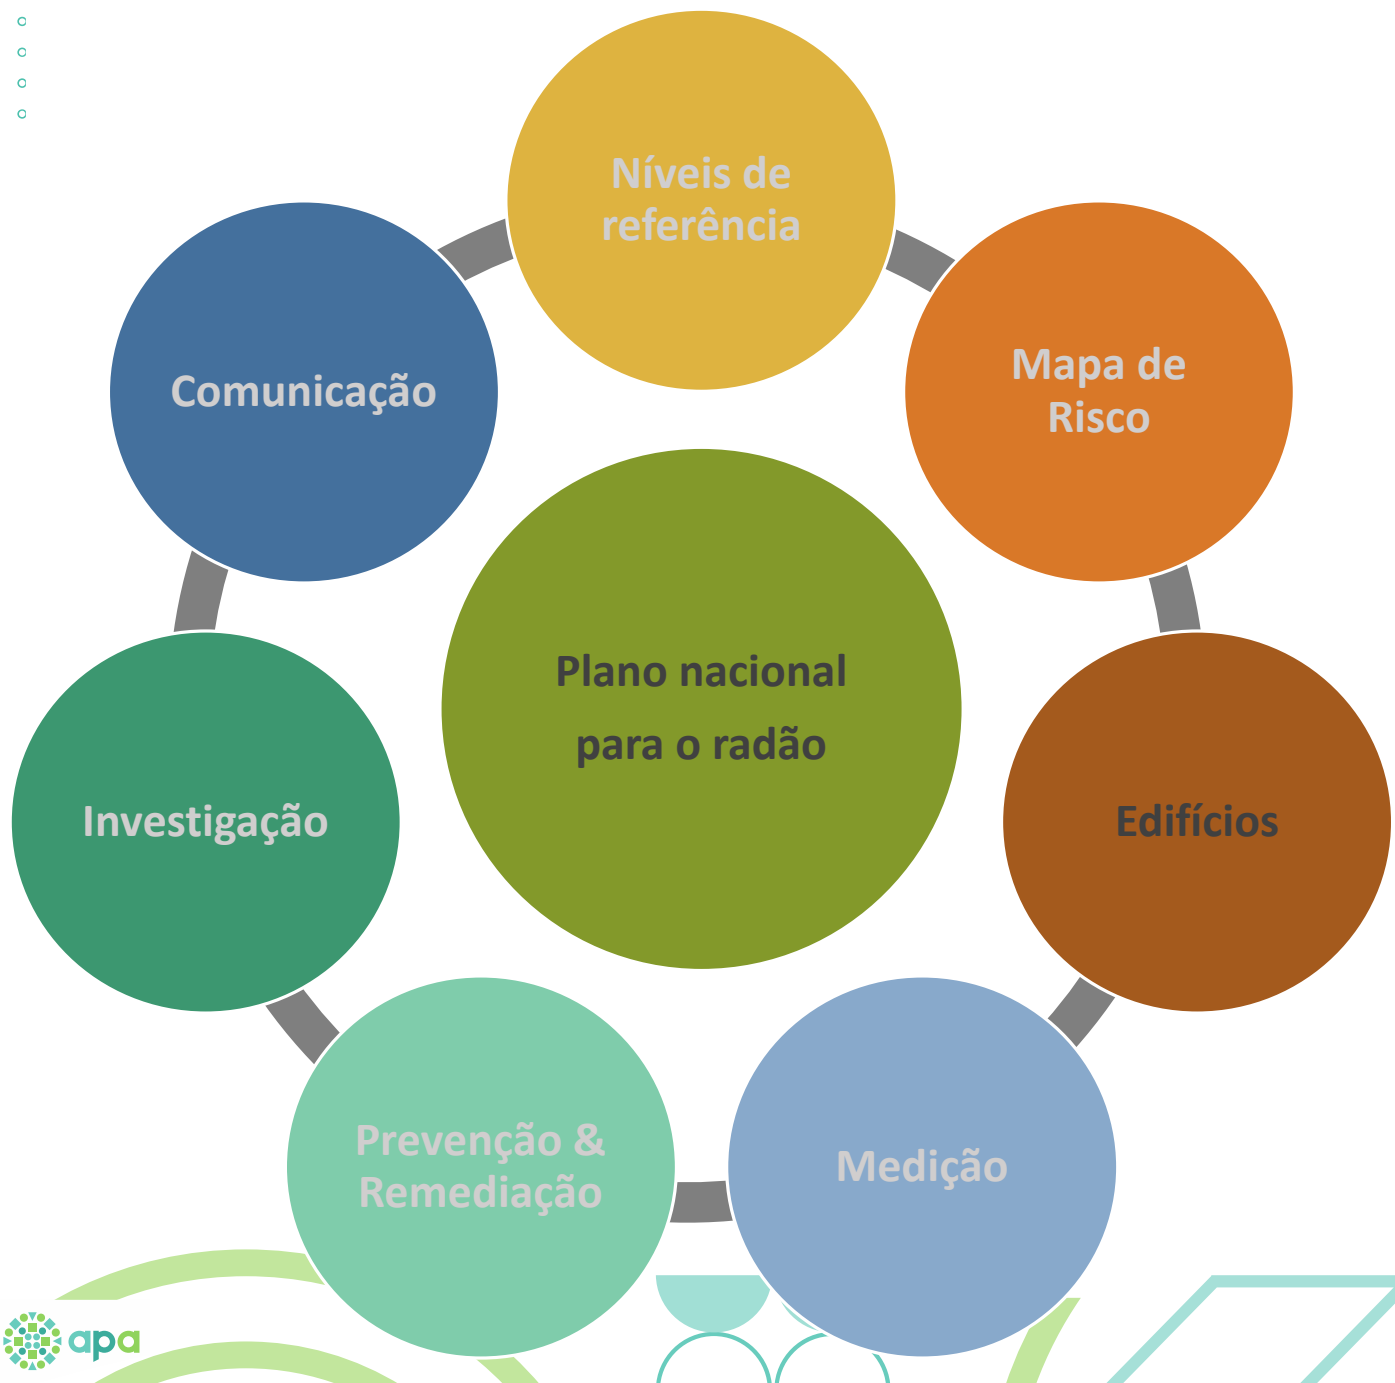 Níveis de
referência
Mapa de
Risco
Comunicação
Plano nacional
para o radão
Edifícios
Investigação
Prevenção &
Remediação
Medição
apa